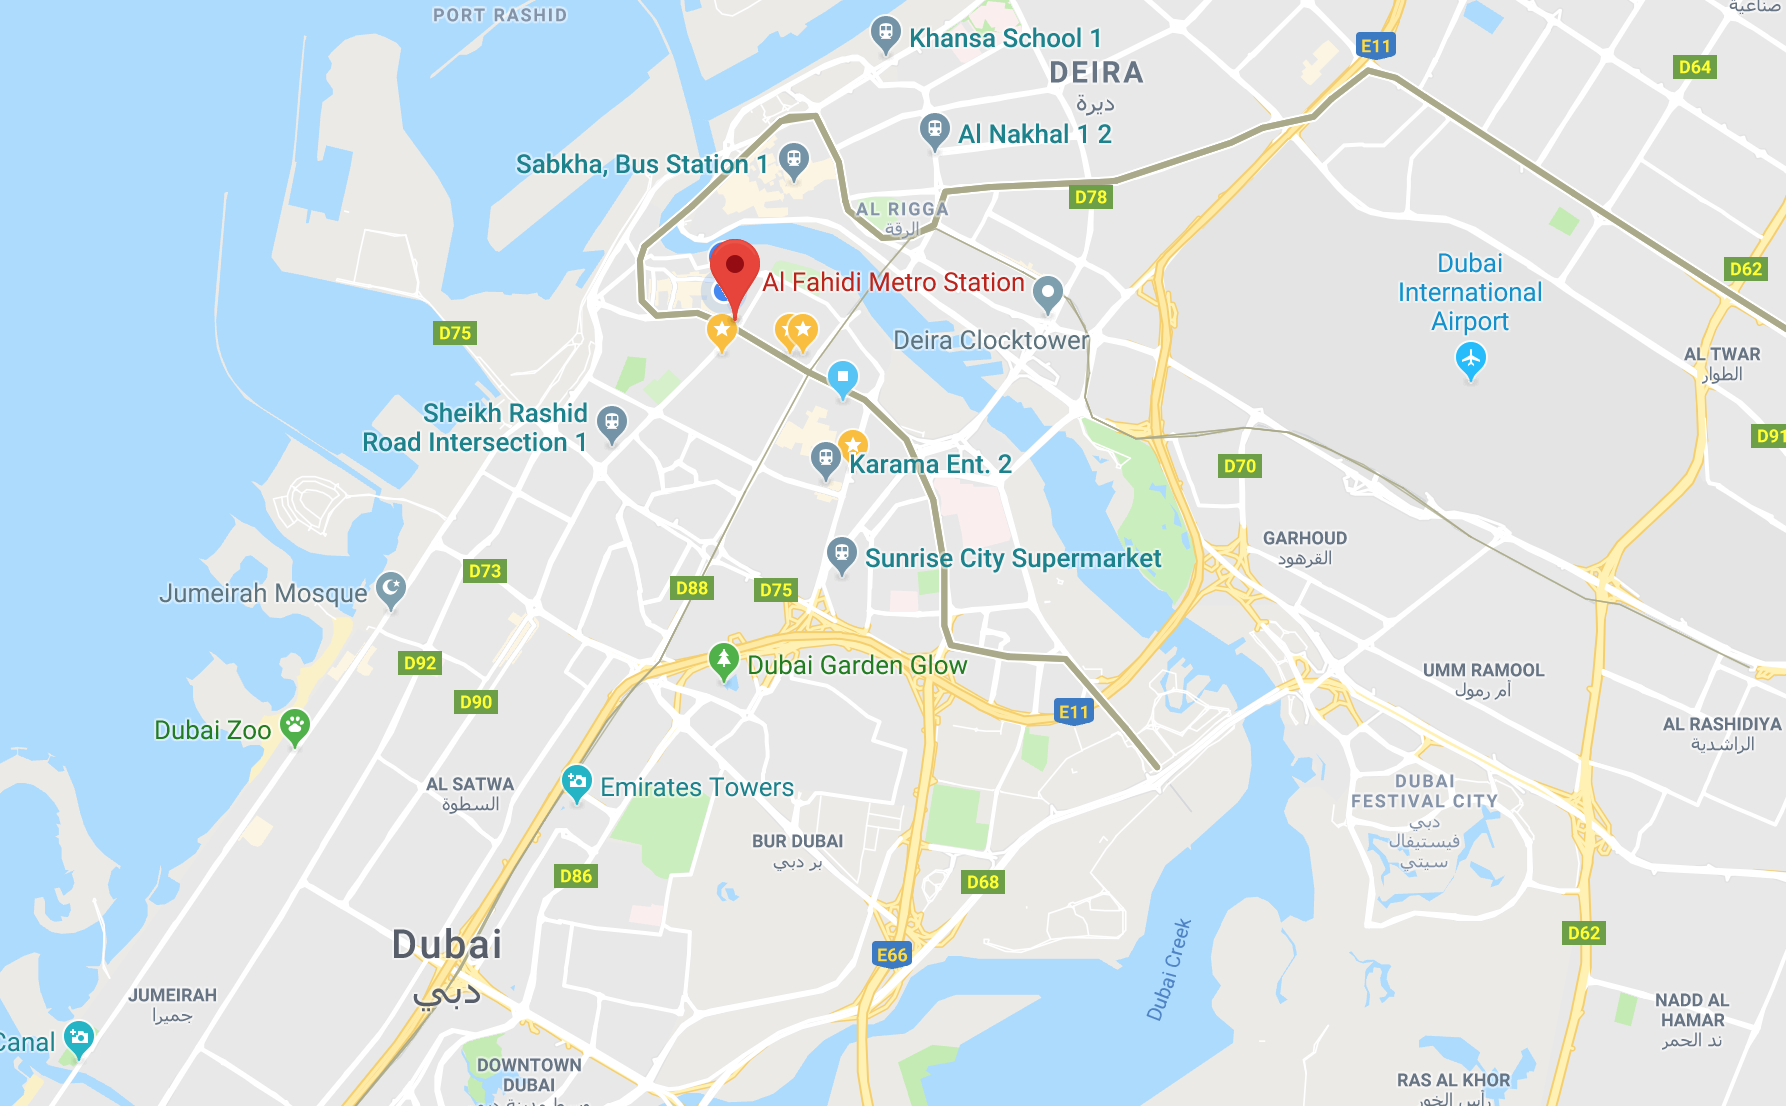 PORT RASHID
صناعية
Khansa School 1
E11
D64
DEIRA
ديرة
Al Nakhal 1 2
Sabkha, Bus Station 1
D78
AL RIGGA
الرقة
Al Fahidi Metro Station
Dubai
International
Airport
D62
D75
Deira Clocktower
AL TWAR
الطوار
Sheikh Rashid
Road Intersection 1
D91
Karama Ent. 2
D70
GARHOUD
القرهود
Sunrise City Supermarket
D73
Jumeirah Mosque
D88
D75
D92
Dubai Garden Glow
UMM RAMOOL
أم رمول
D90
E11
Dubai Zoo
AL RASHIDIYA
الراشدية
AL SATWA
السطوة
Emirates Towers
DUBAI
FESTIVAL CITY
دبي
فيستيفال
سيتي
BUR DUBAI
بر دبي
D86
D68
Dubai
دبي
E66
Dubai Creek
D62
JUMEIRAH
جميرا
NADD AL
HAMAR
ند الحمر
Canal
DOWNTOWN
DUBAI
RAS AL KHOR
رأس الخور